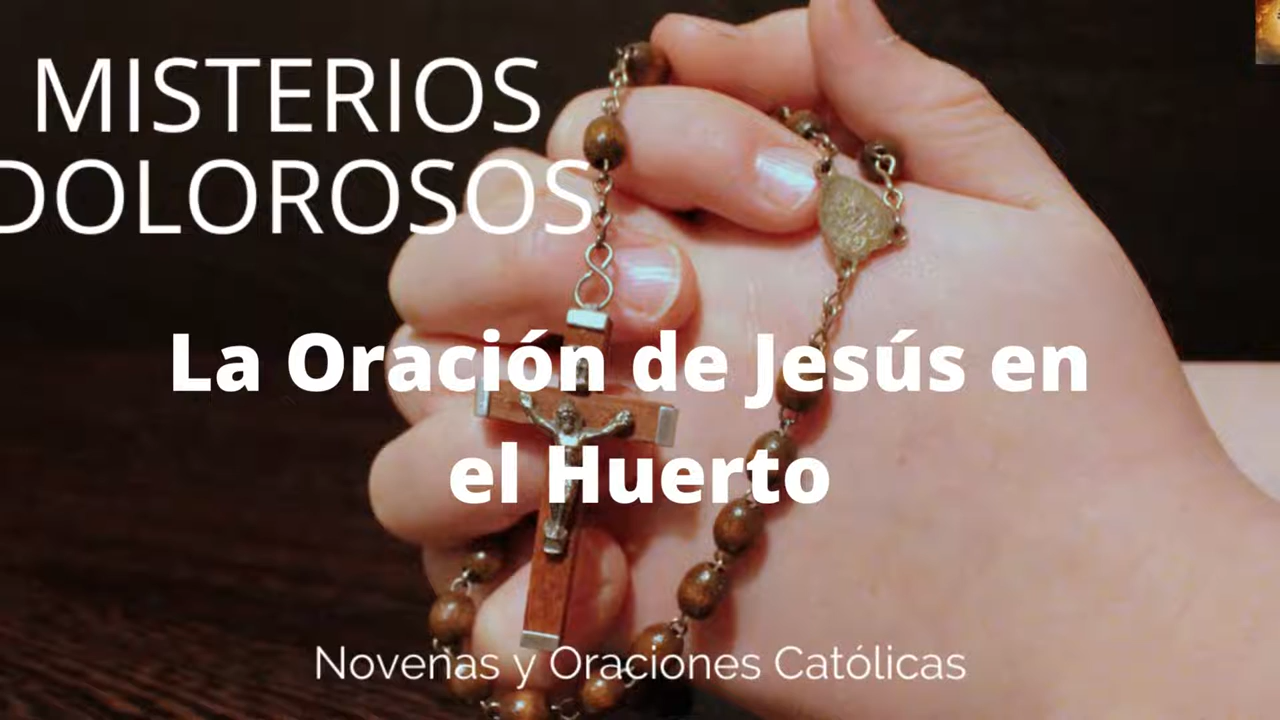 MISTERIOS
DOLOROSOS
La Oración de Jesús en
el Huerto
Novenas y Oraciones Católicas